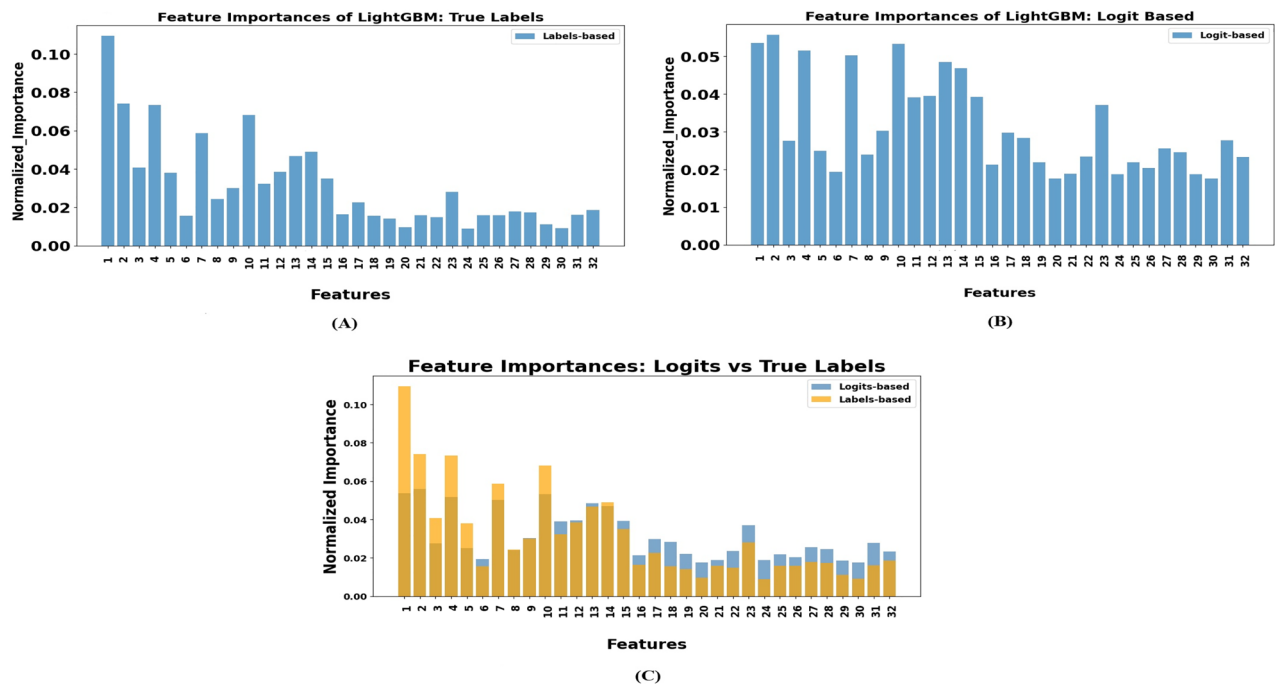 Feature Importances of LightGBM: True Labels
Labels-based
Normalized_Importance
0.10
0.08
0.06
0.04
0.02
0.00
1 2 3 4 5 6 7 8 9 10 11 12 13 14 15 16 17 18 19 20 21 22 23 24 25 26 27 28 29 30 31 32
Features
(A)
Feature Importances of LightGBM: Logit Based
Logit-based
Normalized_Importance
0.05
0.04
0.03
0.02
0.01
0.00
1 2 3 4 5 6 7 8 9 10 11 12 13 14 15 16 17 18 19 20 21 22 23 24 25 26 27 28 29 30 31 32
Features
(B)
Feature Importances: Logits vs True Labels
Logits-based
Labels-based
Normalized Importance
0.10
0.08
0.06
0.04
0.02
0.00
1 2 3 4 5 6 7 8 9 10 11 12 13 14 15 16 17 18 19 20 21 22 23 24 25 26 27 28 29 30 31 32
Features
(C)